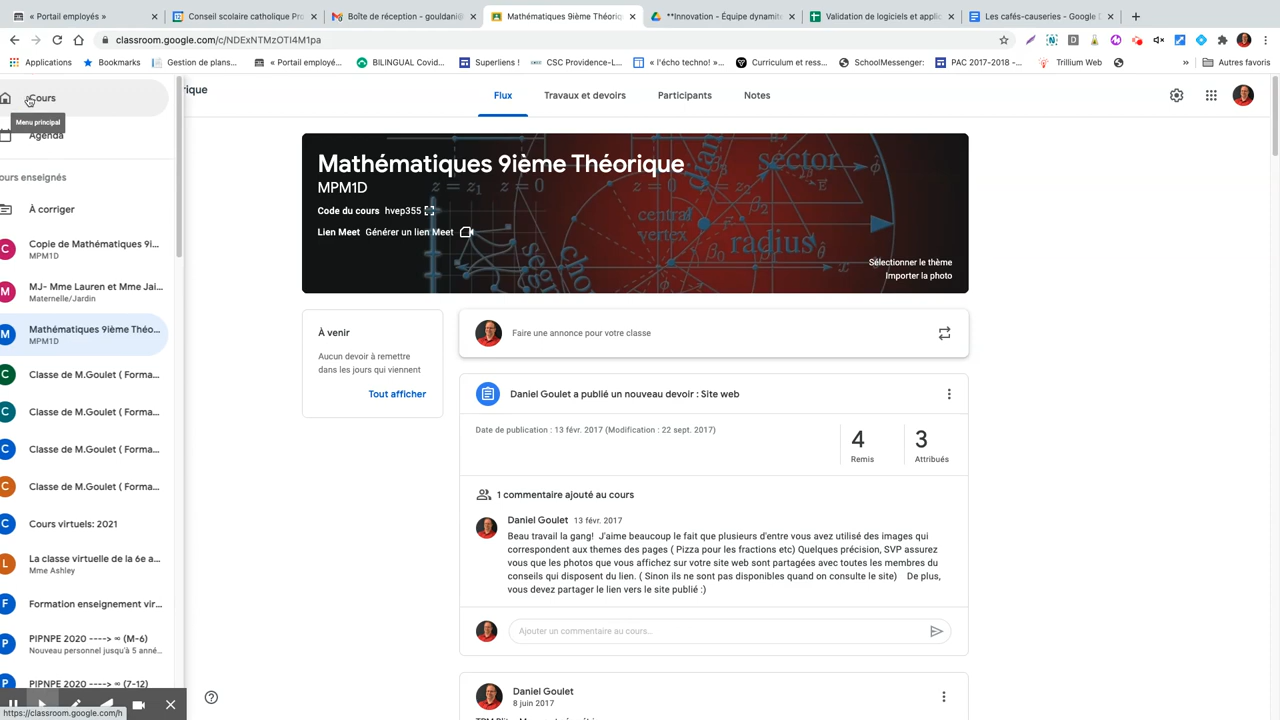 « Portail employés »
Conseil scolaire catholique Pro
Boîte de réception - gouldani@
Mathématiques 9ième Théoriq
**Innovation - Équipe dynamite
Validation de logiciels et applic
Les cafés-causeries - Google D
classroom.google.com/c/NDExNTMzOTI4M1pa
Applications
Bookmarks
Gestion de plans...
« Portail employé...
BILINGUAL Covid...
Superliens !
CSC Providence-L...
« l'écho techno! »...
Curriculum et ress...
SchoolMessenger:
PAC 2017-2018 -...
Trillium Web
»
Autres favoris
rique
Flux
Travaux et devoirs
Participants
Notes
Cours
Menu principal
Agenda
ours enseignés
À corriger
Copie de Mathématiques 9i...
MPM1D
MJ- Mme Lauren et Mme Jai...
Maternelle/Jardin
M
Mathématiques 9ième Théo...
MPM1D
C
Classe de M.Goulet ( Forma...
C
Classe de M.Goulet ( Forma...
C
Classe de M.Goulet ( Forma...
C
Classe de M.Goulet ( Forma...
C
Cours virtuels: 2021
L
La classe virtuelle de la 6e a...
Mme Ashley
F
Formation enseignement vir...
P
PIPNPE 2020 ----> ∞ (M-6)
Nouveau personnel jusqu'à 5 anné...
P
PIPNPE 2020 ----> ∞ (7-12)
https://classroom.google.com/h
Mathématiques 9ième Théorique
MPM1D
Code du cours hvep355
Lien Meet Générer un lien Meet
Sélectionner le thème
Importer la photo
z = z₁ z = 0 z = 0
sector
central
vertex
radius
À venir
Aucun devoir à remettre
dans les jours qui viennent
Tout afficher
Faire une annonce pour votre classe
Daniel Goulet a publié un nouveau devoir : Site web
Date de publication : 13 févr. 2017 (Modification : 22 sept. 2017)
4
Remis
3
Attribués
1 commentaire ajouté au cours
Daniel Goulet 13 févr. 2017
Beau travail la gang! J'aime beaucoup le fait que plusieurs d'entre vous avez utilisé des images qui
correspondent aux themes des pages ( Pizza pour les fractions etc) Quelques précision, SVP assurez
vous que les photos que vous affichez sur votre site web sont partagées avec toutes les membres du
conseils qui disposent du lien. ( Sinon ils ne sont pas disponibles quand on consulte le site) De plus,
vous devez partager le lien vers le site publié :)
Ajouter un commentaire au cours...
Daniel Goulet
8 juin 2017